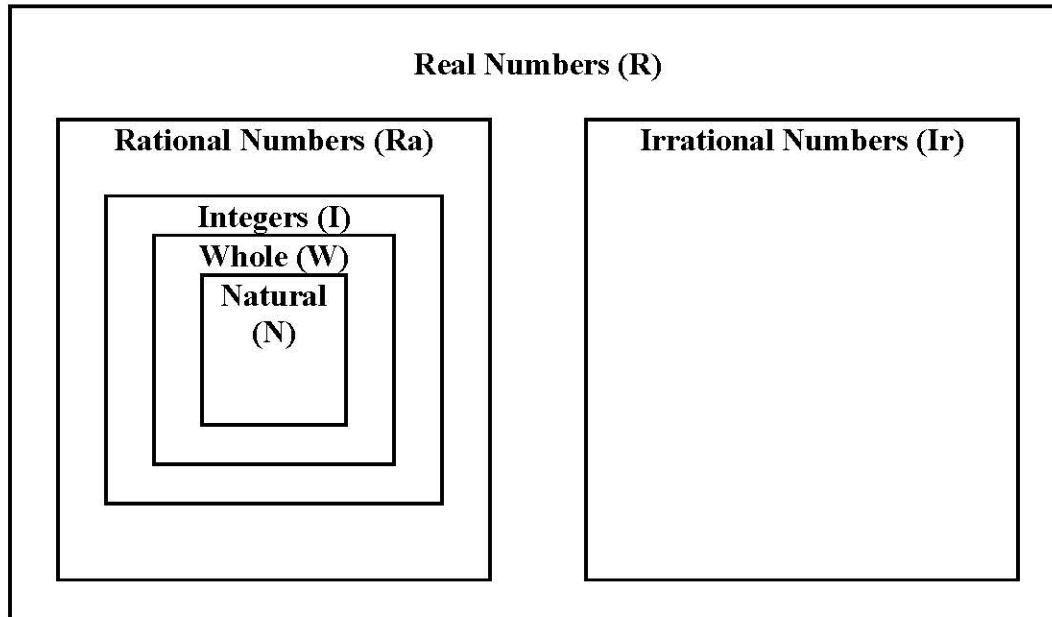 Real Numbers (R)
Rational Numbers (Ra)
Irrational Numbers (Ir)
Integers (I)
Whole (W)
Natural
(N)